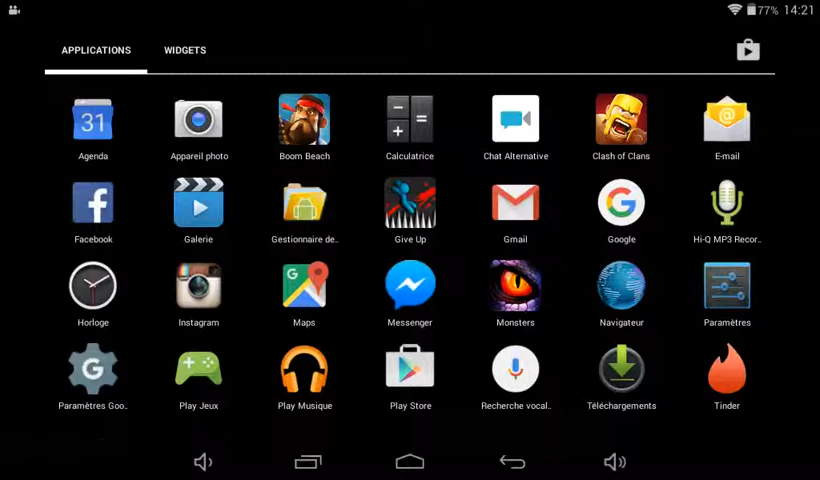 77% 14:21
APPLICATIONS WIDGETS
31
Agenda Appareil photo Boom Beach Calculatrice Chat Alternative Clash of Clans E-mail
Facebook Galerie Gestionnaire de.. Give Up Gmail Google Hi-Q MP3 Recor..
Horloge Instagram Maps Messenger Monsters Navigateur Paramètres
Paramètres Goo.. Play Jeux Play Musique Play Store Recherche vocal.. Téléchargements Tinder